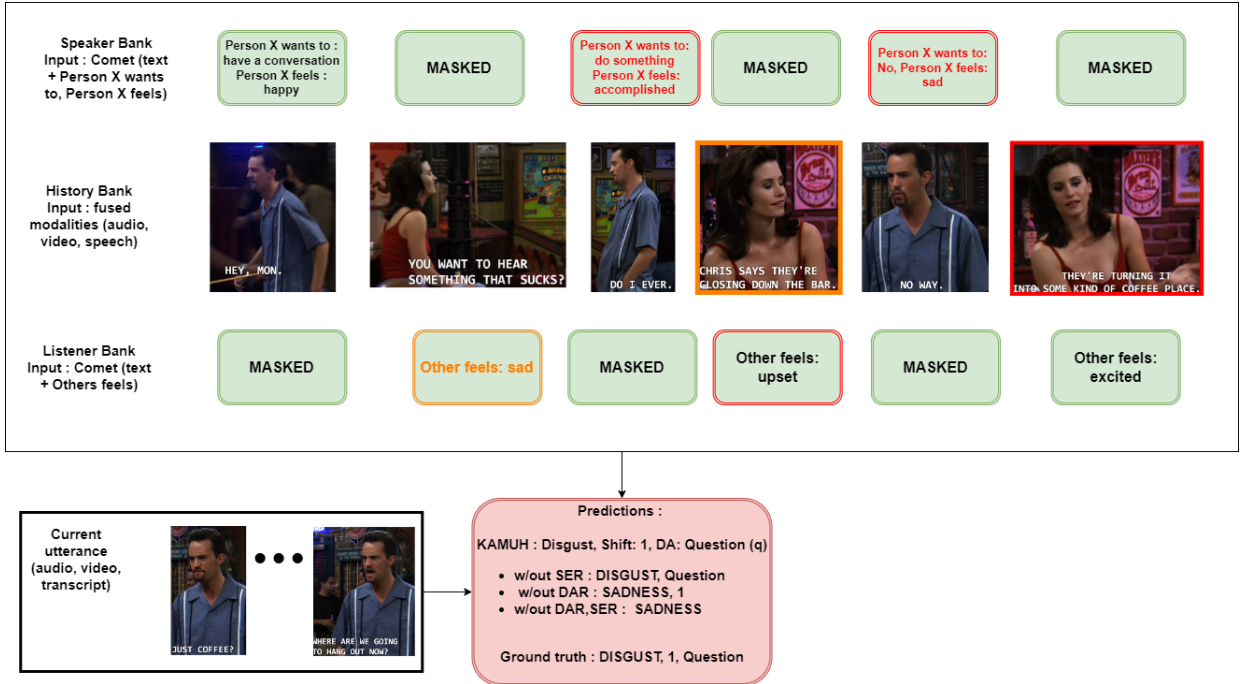 Speaker Bank
Input : Comet (text
+ Person X wants
to, Person X feels)
Person X wants to :
have a conversation
Person X feels :
happy
MASKED
Person X wants to:
do something
Person X feels:
accomplished
MASKED
Person X wants to:
No, Person X feels:
sad
MASKED
History Bank
Input : fused
modalities (audio,
video, speech)
HEY, MON.
YOU WANT TO HEAR
SOMETHING THAT SUCKS?
DO I EVER.
CHRIS SAYS THEY'RE
CLOSING DOWN THE BAR.
NO WAY.
THEY'RE TURNING IT
INTO SOME KIND OF COFFEE PLACE.
Listener Bank
Input : Comet (text
+ Others feels)
MASKED
Other feels: sad
MASKED
Other feels:
upset
MASKED
Other feels:
excited
Current
utterance
(audio, video,
transcript)
JUST COFFEE?
WHERE ARE WE GOING
TO HANG OUT NOW?
Predictions :
KAMUH : Disgust, Shift: 1, DA: Question (q)
• w/out SER : DISGUST, Question
• w/out DAR : SADNESS, 1
• w/out DAR,SER : SADNESS
Ground truth : DISGUST, 1, Question